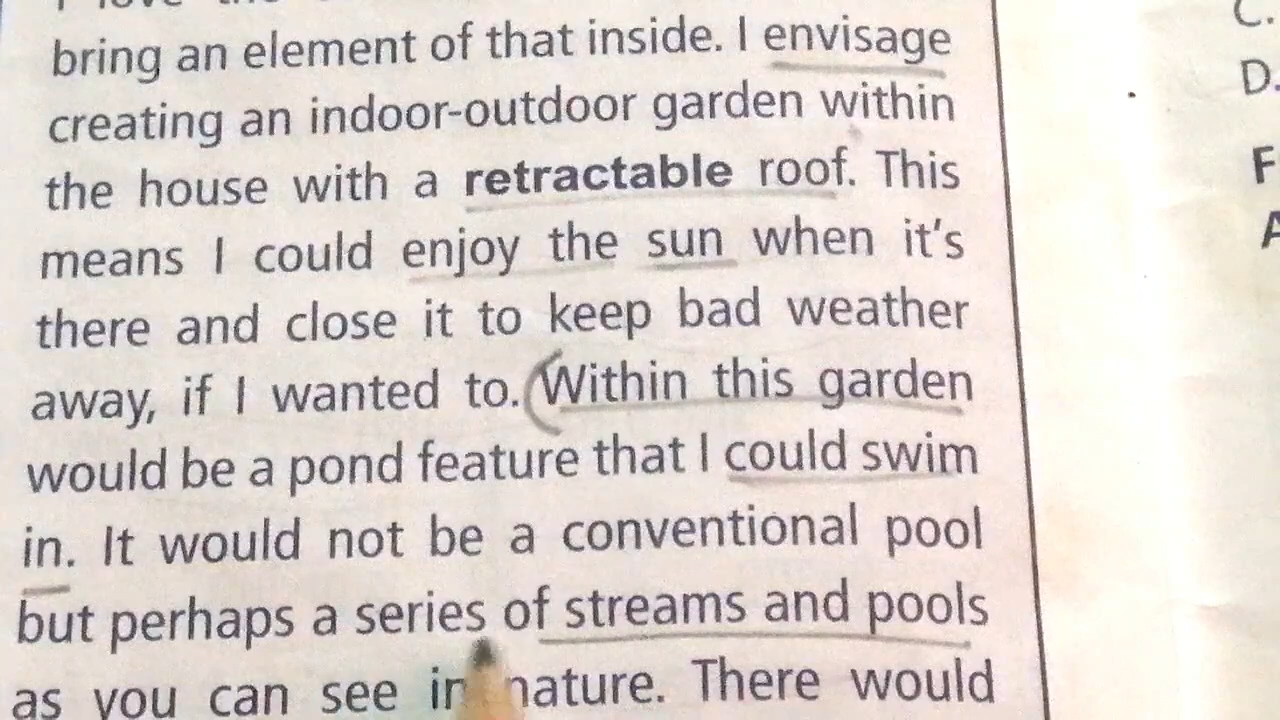 bring an element of that inside. I envisage
creating an indoor-outdoor garden within
the house with a retractable roof. This
means I could enjoy the sun when it's
there and close it to keep bad weather
away, if I wanted to. Within this garden
would be a pond feature that I could swim
in. It would not be a conventional pool
but perhaps a series of streams and pools
as you can see in nature. There would
C.
D.
F
A